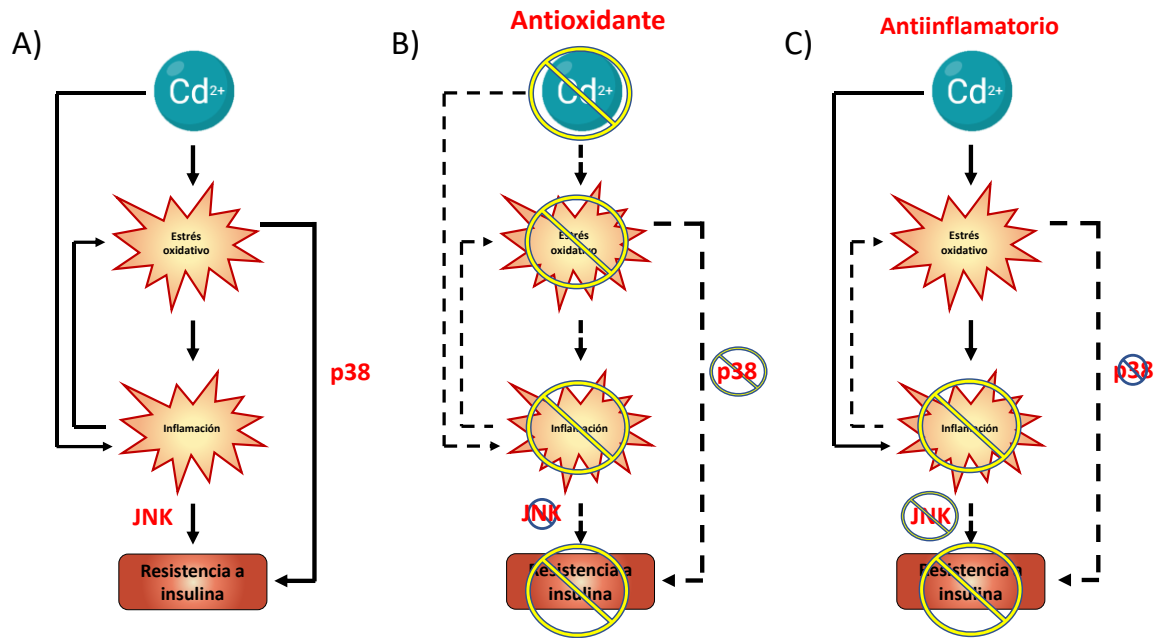 A)
Cd2+
Estrés
oxidativo
p38
Inflamación
JNK
Resistencia a
insulina
Antioxidante
B)
Cd2+
Estrés
oxidativo
p38
Inflamación
JNK
Resistencia a
insulina
Antiinflamatorio
C)
Cd2+
Estrés
oxidativo
p38
Inflamación
JNK
Resistencia a
insulina